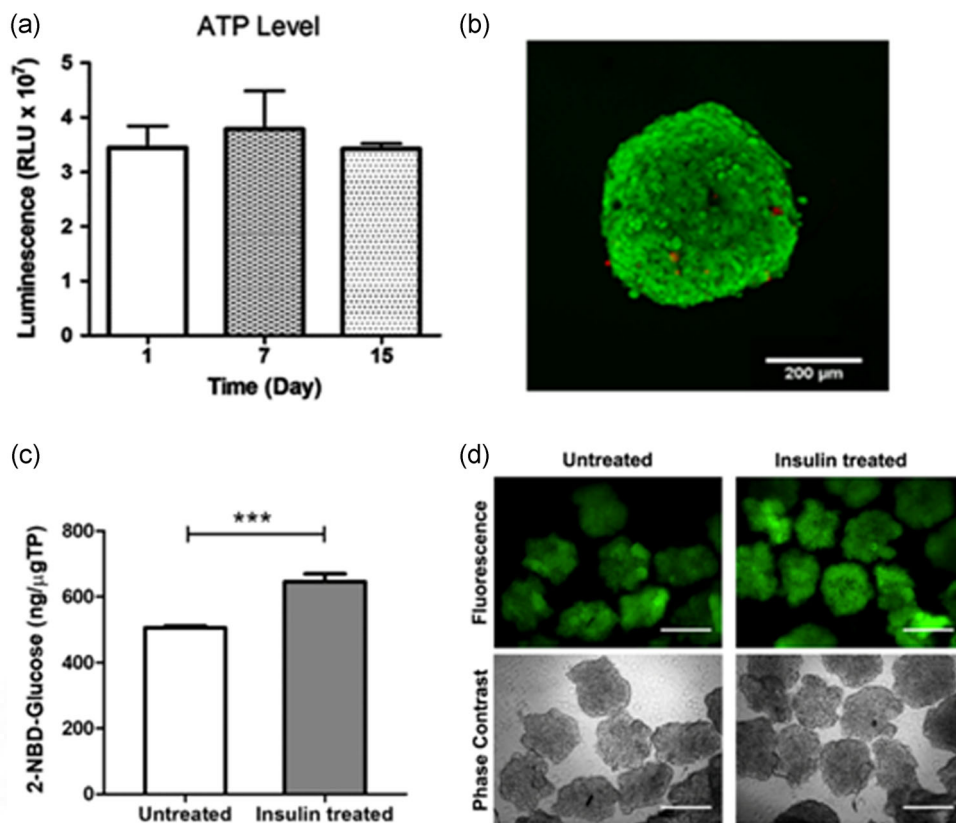 (a)
ATP Level
Luminescence (RLU x 10⁷)
5
4
3
2
1
0
1 7 15
Time (Day)
(b)
200 µm
(c)
2-NBD-Glucose (ng/µgTP)
800
600
400
200
0
***
Untreated Insulin treated
(d)
Untreated Insulin treated
Fluorescence
Phase Contrast